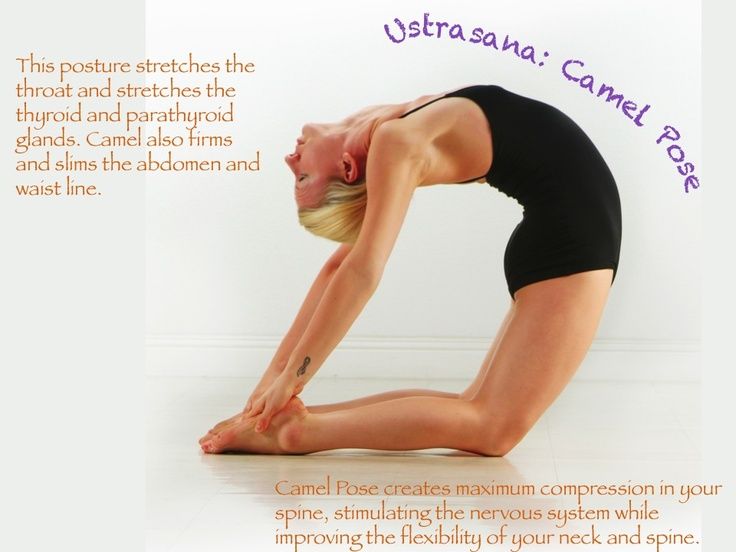 Ustrasana: Camel Pose
This posture stretches the
throat and stretches the
thyroid and parathyroid
glands. Camel also firms
and slims the abdomen and
waist line.
Camel Pose creates maximum compression in your
spine, stimulating the nervous system while
improving the flexibility of your neck and spine.